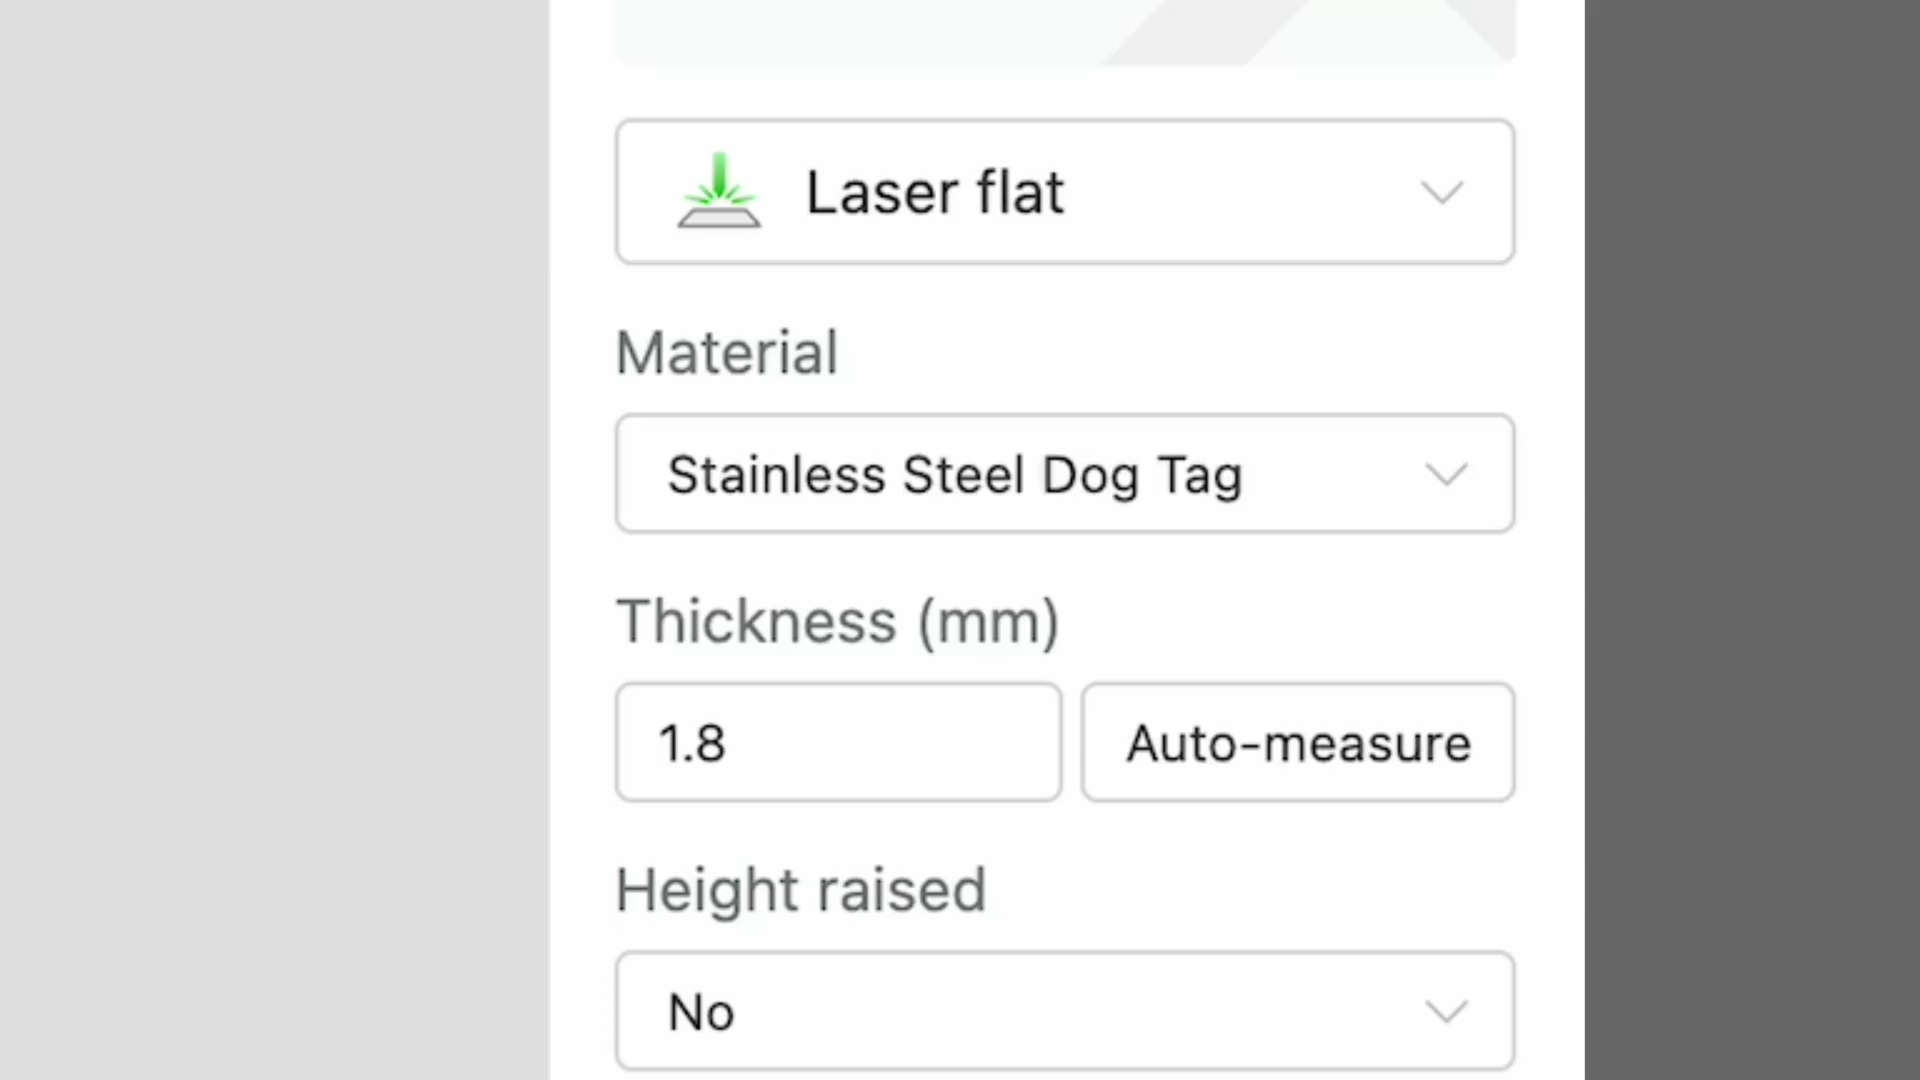 Laser flat
Material
Stainless Steel Dog Tag
Thickness (mm)
1.8 Auto-measure
Height raised
No